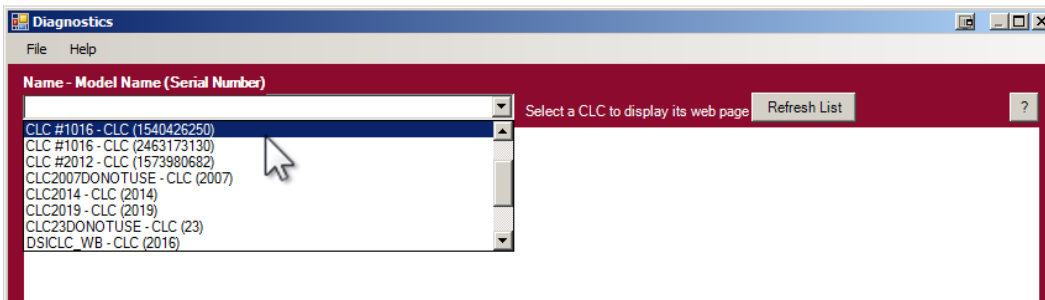 Diagnostics
File Help
Name - Model Name (Serial Number)
Select a CLC to display its web page Refresh List ?
CLC #1016 - CLC (1540426250)
CLC #1016 - CLC (2463173130)
CLC #2012 - CLC (1573980682)
CLC2007DONOTUSE - CLC (2007)
CLC2014 - CLC (2014)
CLC2019 - CLC (2019)
CLC23DONOTUSE - CLC (23)
DSICLC_WB - CLC (2016)